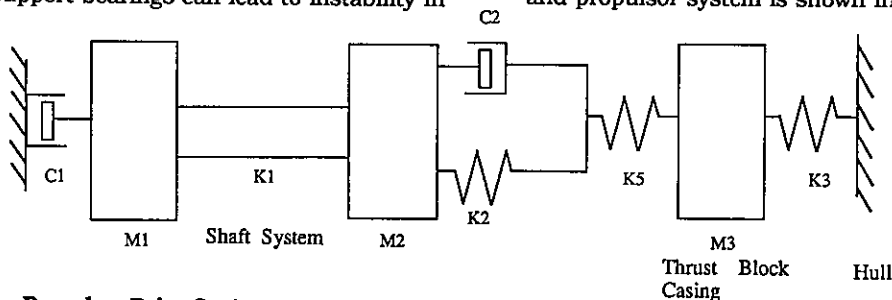 support bearings can lead to instability in
and propulsor system is shown in
C2
C1
K1
K2
K5
K3
M1
Shaft System
M2
M3
Thrust Block
Casing
Hull